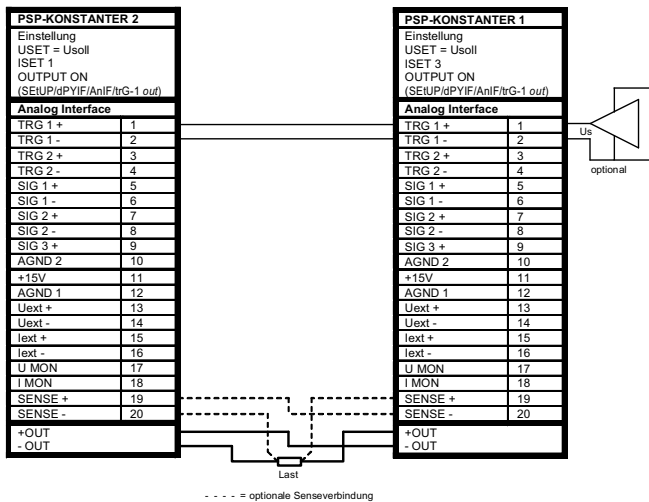 PSP-KONSTANTER 2
Einstellung
USET = Usoll
ISET 1
OUTPUT ON
(SEtUP/dPYIF/AnIF/trG-1 out)
Analog Interface
TRG 1 + 1
TRG 1 - 2
TRG 2 + 3
TRG 2 - 4
SIG 1 + 5
SIG 1 - 6
SIG 2 + 7
SIG 2 - 8
SIG 3 + 9
AGND 2 10
+15V 11
AGND 1 12
Uext + 13
Uext - 14
Iext + 15
Iext - 16
U MON 17
I MON 18
SENSE + 19
SENSE - 20
+OUT
- OUT
PSP-KONSTANTER 1
Einstellung
USET = Usoll
ISET 3
OUTPUT ON
(SEtUP/dPYIF/AnIF/trG-1 out)
Analog Interface
TRG 1 + 1
TRG 1 - 2
TRG 2 + 3
TRG 2 - 4
SIG 1 + 5
SIG 1 - 6
SIG 2 + 7
SIG 2 - 8
SIG 3 + 9
AGND 2 10
+15V 11
AGND 1 12
Uext + 13
Uext - 14
Iext + 15
Iext - 16
U MON 17
I MON 18
SENSE + 19
SENSE - 20
+OUT
- OUT
Us
optional
Last
- - - - = optionale Senseverbindung